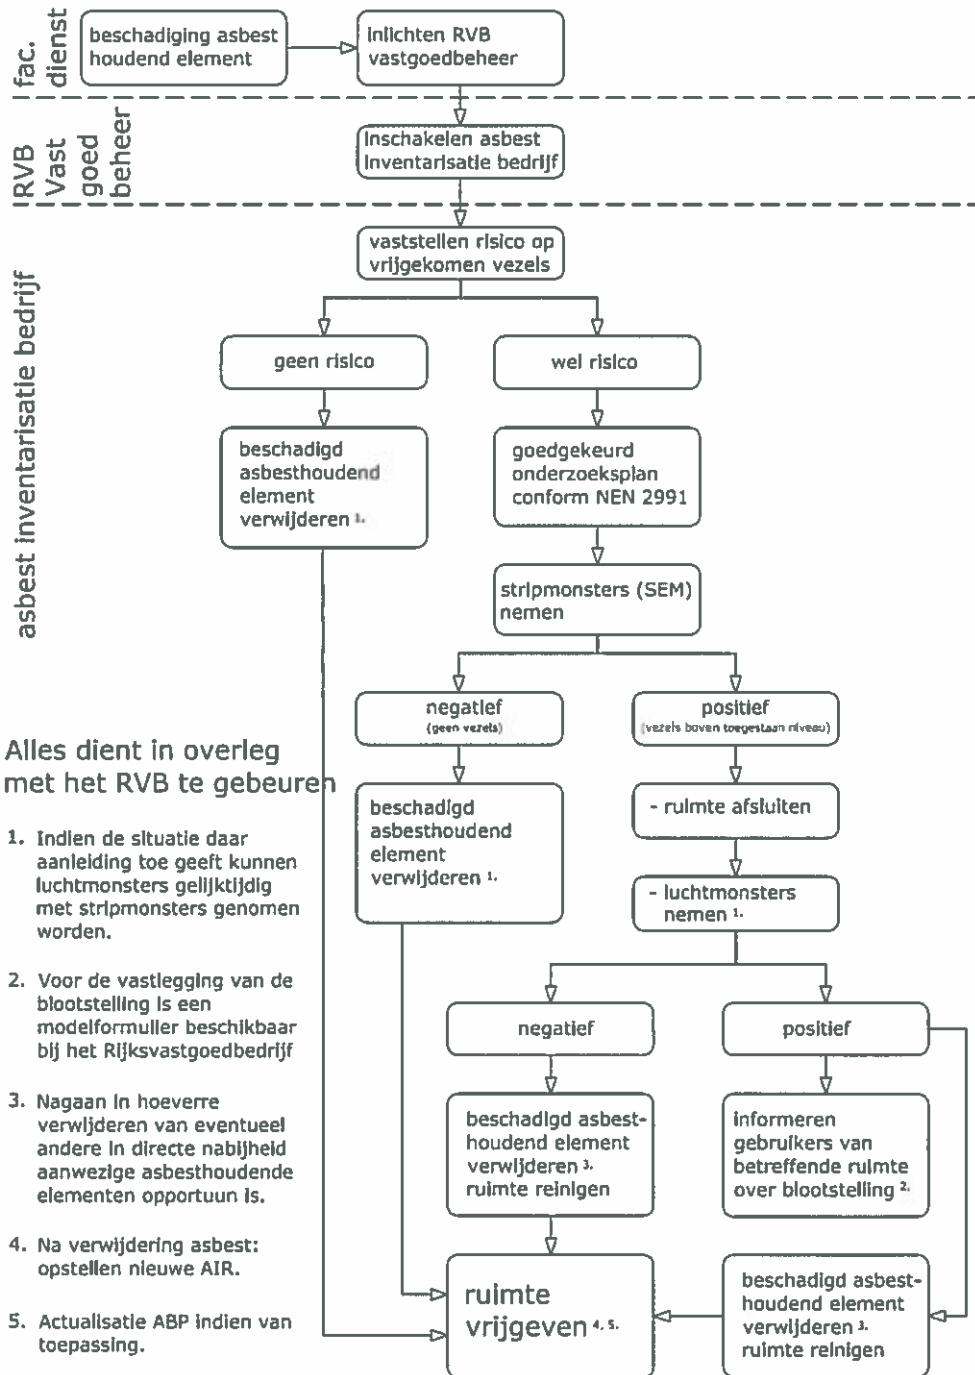 fac.
dienst
beschadiging asbest
houdend element
inlichten RVB
vastgoedbeheer
RVB
Vast
goed
beheer
Inschakelen asbest
Inventarisatie bedrijf
asbest inventarisatie bedrijf
vaststellen risico op
vrijgekomen vezels
geen risico
wel risico
beschadigd
asbesthoudend
element
verwijderen 1.
goedgekeurd
onderzoeksplan
conform NEN 2991
stripmonsters (SEM)
nemen
negatief
(geen vezels)
positief
(vezels boven toegestaan niveau)
beschadigd
asbesthoudend
element
verwijderen 1.
- ruimte afsluiten
- luchtmonsters
nemen 1.
negatief
positief
beschadigd asbest-
houdend element
verwijderen 3.
ruimte reinigen
informeren
gebruikers van
betreffende ruimte
over blootstelling 2.
ruimte
vrijgeven 4. 5.
beschadigd asbest-
houdend element
verwijderen 3.
ruimte reinigen
Alles dient in overleg
met het RVB te gebeuren
1. Indien de situatie daar
aanleiding toe geeft kunnen
luchtmonsters gelijktijdig
met stripmonsters genomen
worden.
2. Voor de vastlegging van de
blootstelling is een
modelformulier beschikbaar
bij het Rijksvastgoedbedrijf
3. Nagaan in hoeverre
verwijderen van eventueel
andere in directe nabijheid
aanwezige asbesthoudende
elementen opportuun is.
4. Na verwijdering asbest:
opstellen nieuwe AIR.
5. Actualisatie ABP indien van
toepassing.